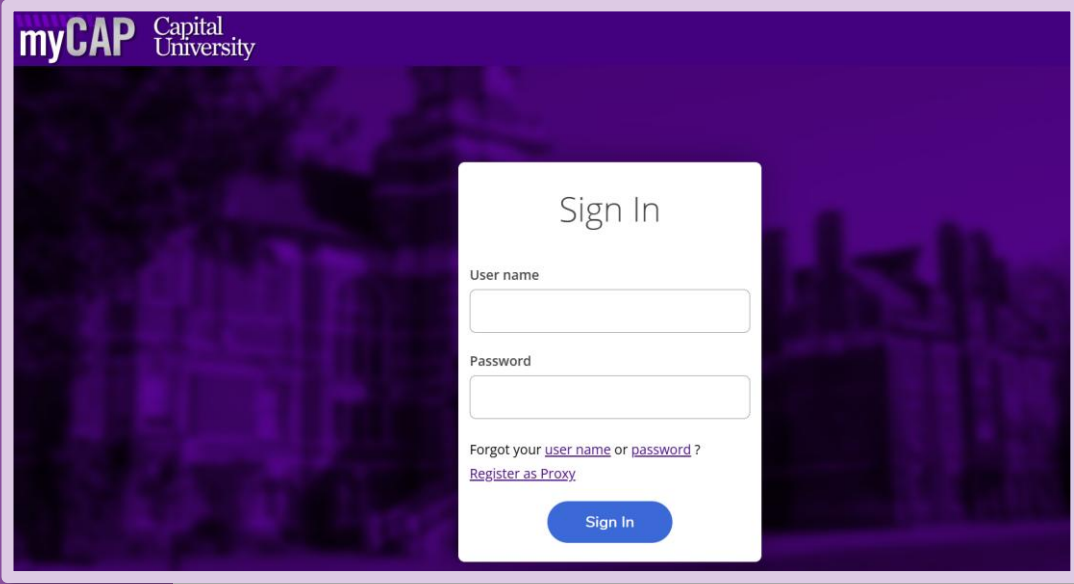 myCAP Capital University
Sign In
User name
Password
Forgot your user name or password ?
Register as Proxy
Sign In